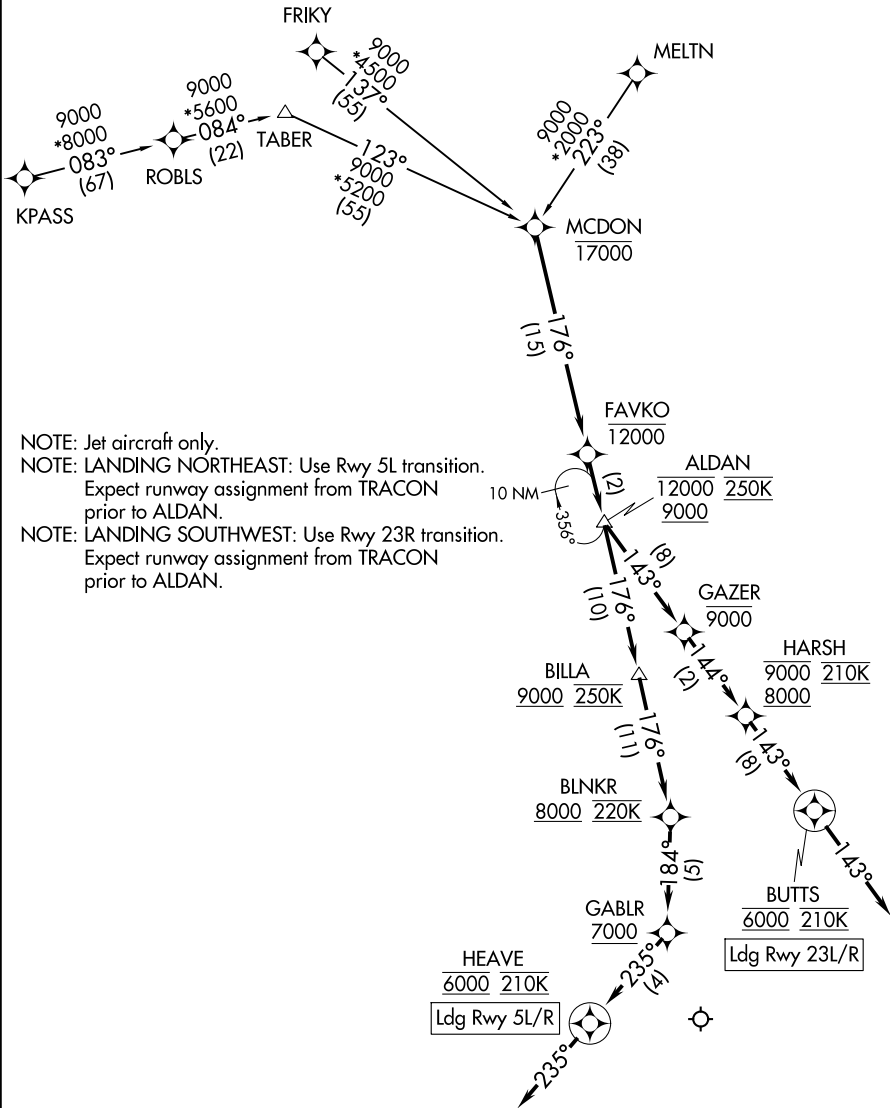 FRIKY
9000
*4500
137°
(55)
MELTN
9000
*2000
223°
(38)
9000
*5600
084°
(22)
TABER
9000
*8000
083°
(67)
ROBLS
KPASS
123°
9000
*5200
(55)
MCDON
17000
176°
(15)
FAVKO
12000
(2)
ALDAN
12000 250K
9000
10 NM
356°
NOTE: Jet aircraft only.
NOTE: LANDING NORTHEAST: Use Rwy 5L transition.
Expect runway assignment from TRACON
prior to ALDAN.
NOTE: LANDING SOUTHWEST: Use Rwy 23R transition.
Expect runway assignment from TRACON
prior to ALDAN.
(8)
143°
176°
(10)
GAZER
9000
144°
(2)
HARSH
9000 210K
8000
BILLA
9000 250K
176°
(11)
143°
(8)
BLNKR
8000 220K
143°
184°
(5)
BUTTS
6000 210K
Ldg Rwy 23L/R
GABLR
7000
235°
(4)
HEAVE
6000 210K
Ldg Rwy 5L/R
235°